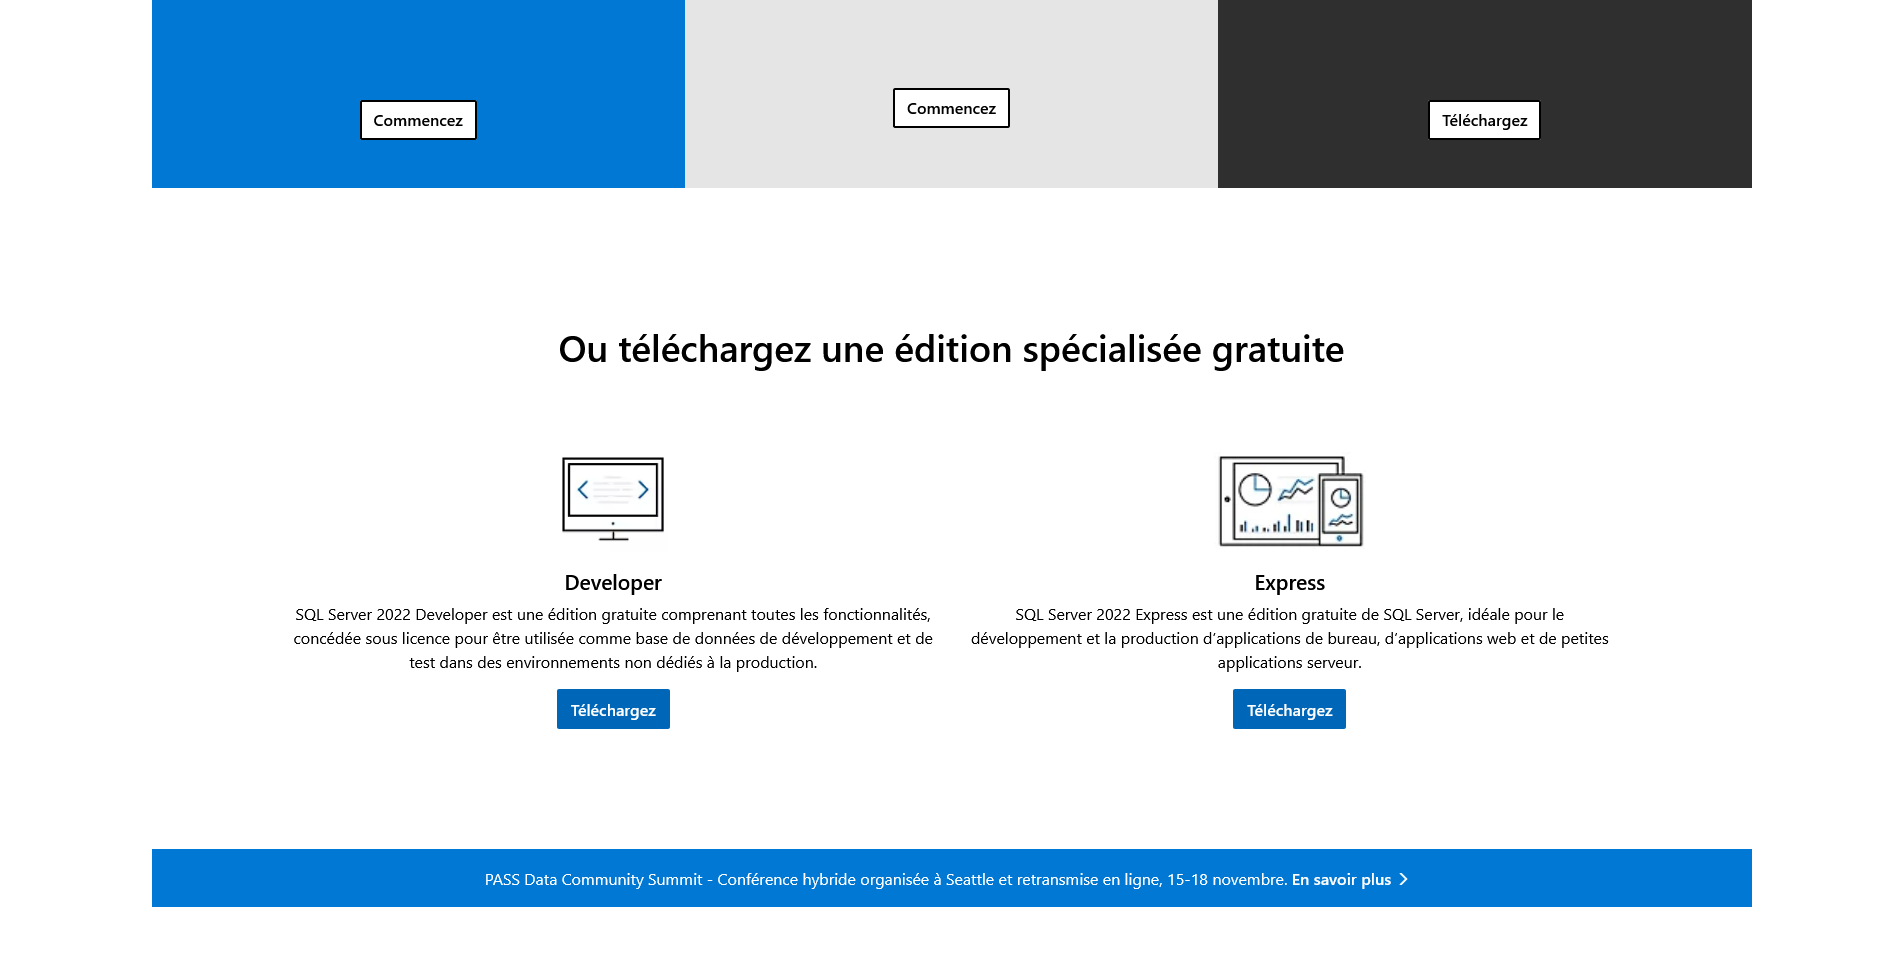 Commencez
Commencez
Téléchargez
Ou téléchargez une édition spécialisée gratuite
Developer
SQL Server 2022 Developer est une édition gratuite comprenant toutes les fonctionnalités,
concédée sous licence pour être utilisée comme base de données de développement et de
test dans des environnements non dédiés à la production.
Téléchargez
Express
SQL Server 2022 Express est une édition gratuite de SQL Server, idéale pour le
développement et la production d’applications de bureau, d’applications web et de petites
applications serveur.
Téléchargez
PASS Data Community Summit - Conférence hybride organisée à Seattle et retransmise en ligne, 15-18 novembre. En savoir plus